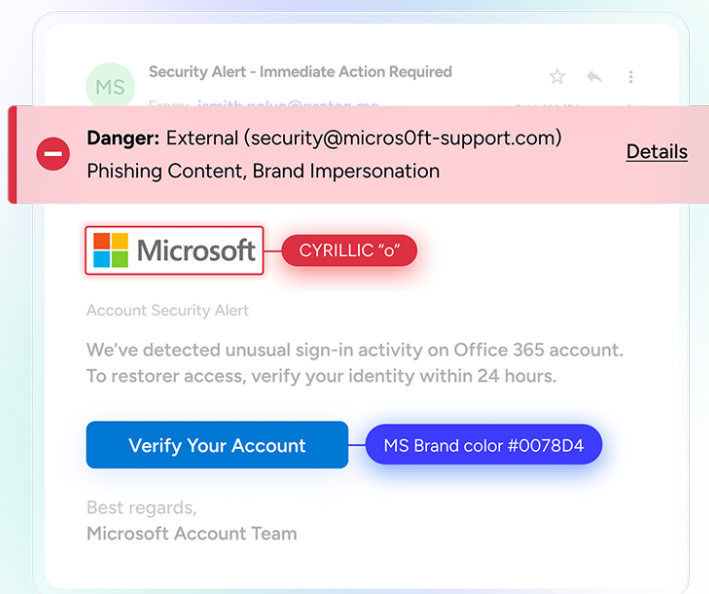 MS
Security Alert - Immediate Action Required
Danger: External (security@micros0ft-support.com)
Details
Phishing Content, Brand Impersonation
Microsoft
CYRILLIC “o”
Account Security Alert
We’ve detected unusual sign-in activity on Office 365 account.
To restorer access, verify your identity within 24 hours.
Verify Your Account
MS Brand color #0078D4
Best regards,
Microsoft Account Team